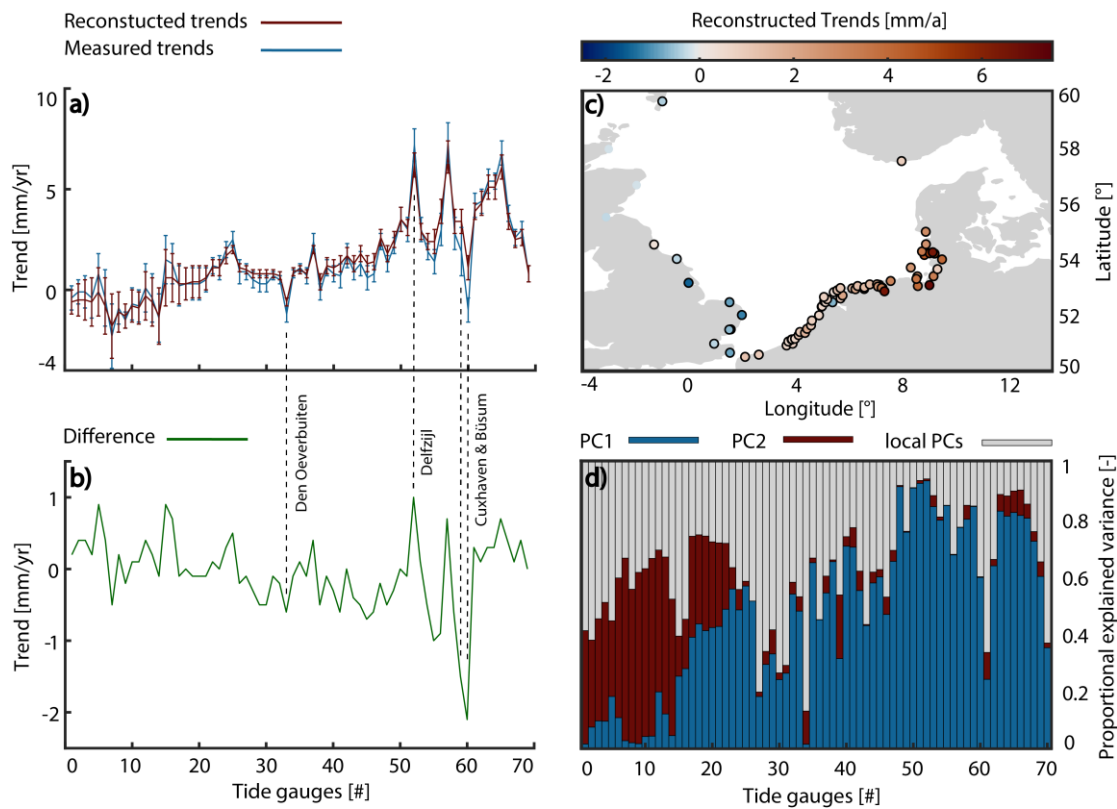 Reconstucted trends
Measured trends
a)
10
5
0
-4
Trend [mm/yr]
Reconstructed Trends [mm/a]
-2 0 2 4 6
c)
60
58
56
54
52
50
Latitude [°]
-4 0 4 8 12
Longitude [°]
Difference
b)
1
0
-1
-2
Trend [mm/yr]
Den Oeverbuiten
Delfzijl
Cuxhaven & Büsum
0 10 20 30 40 50 60 70
Tide gauges [#]
PC1 PC2 local PCs
d)
1
0.8
0.6
0.4
0.2
0
Proportional explained variance [-]
0 10 20 30 40 50 60 70
Tide gauges [#]